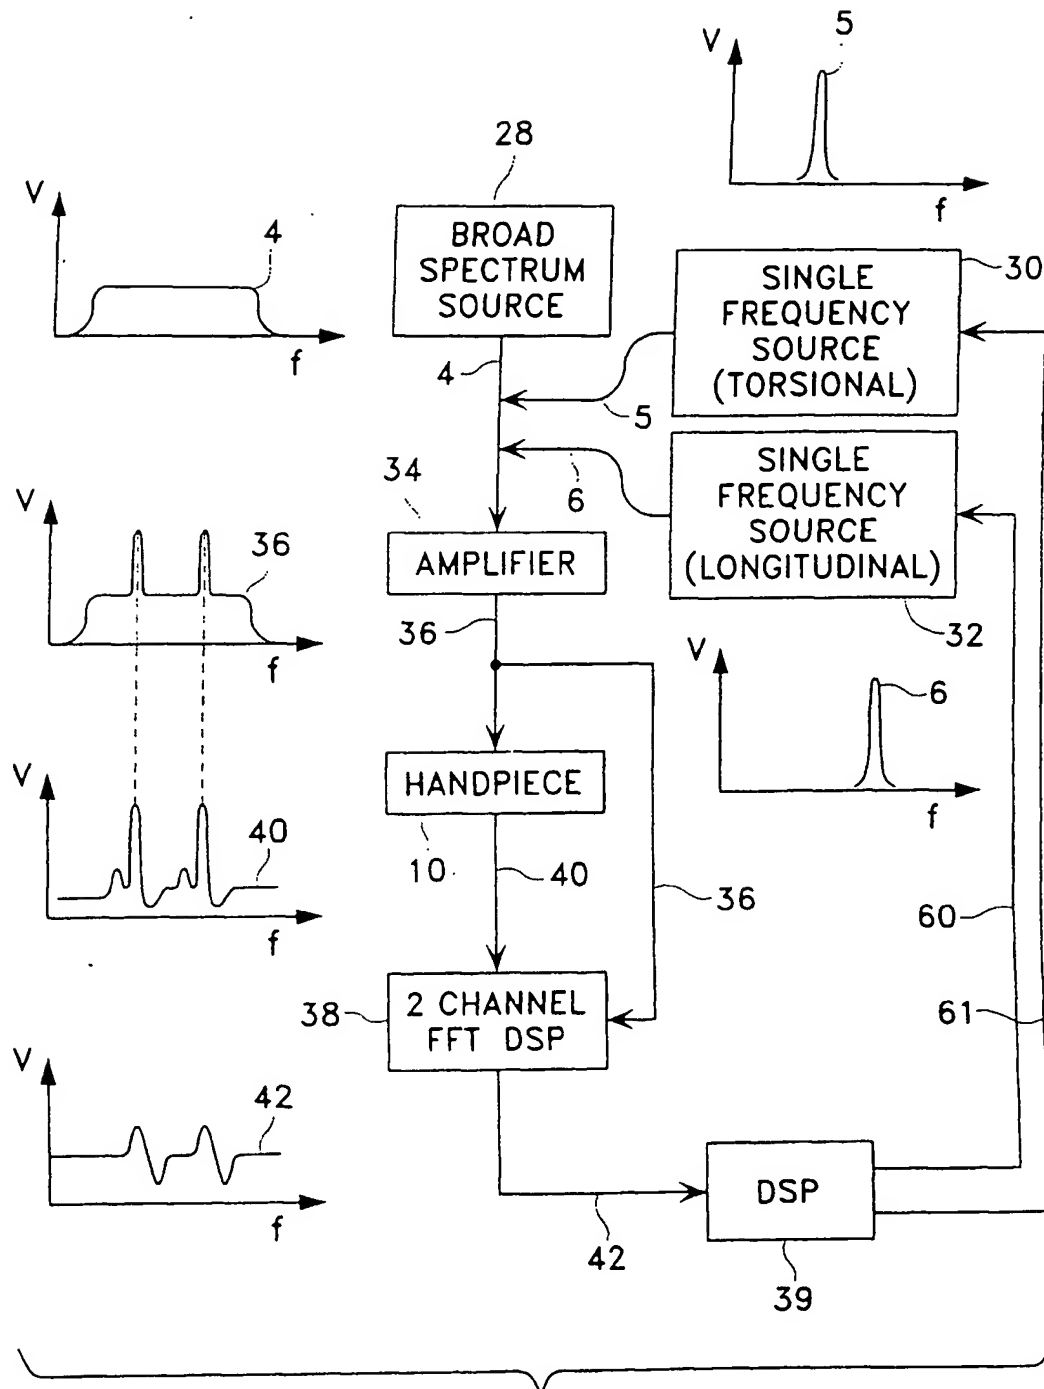 5
V
f
28
V
4
f
BROAD
SPECTRUM
SOURCE
SINGLE
FREQUENCY
SOURCE
(TORSIONAL)
30
4
5
34
6
SINGLE
FREQUENCY
SOURCE
(LONGITUDINAL)
32
V
36
f
AMPLIFIER
36
V
6
f
V
40
f
HANDPIECE
10
40
36
60
61
38
2 CHANNEL
FFT DSP
V
42
f
42
DSP
39